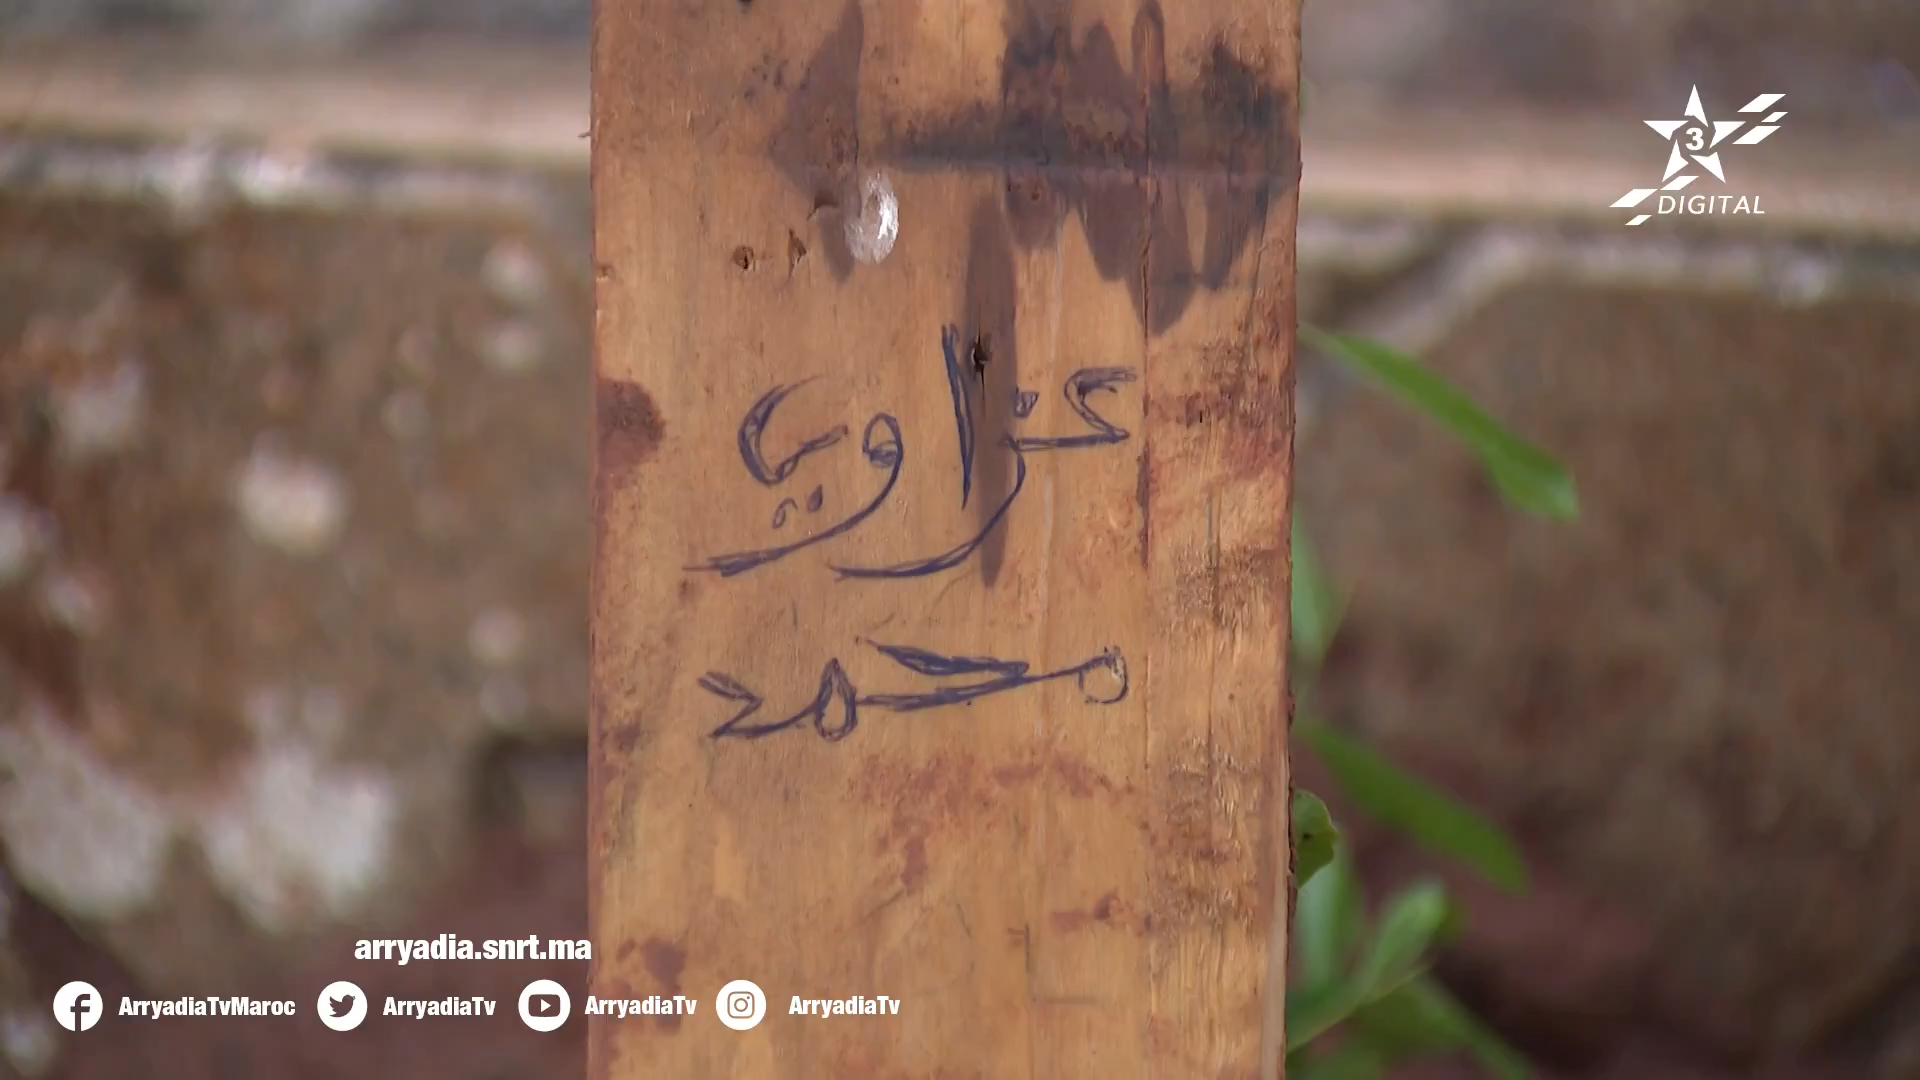 3
DIGITAL
عزاوي
محمد
arryadia.snrt.ma
ArryadiaTvMaroc ArryadiaTv ArryadiaTv ArryadiaTv